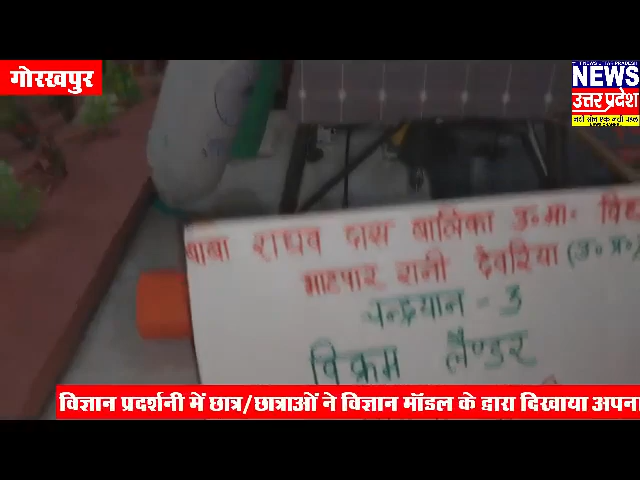 गोरखपुर
NEWS
उत्तर प्रदेश
बाबा राघव दास बालिका उ०मा०
भाटपार रानी देवरिया (उ०प्र०)
चन्द्रयान - 3
विक्रम लैण्डर
विज्ञान प्रदर्शनी में छात्र/छात्राओं ने विज्ञान मॉडल के द्वारा दिखाया अपना